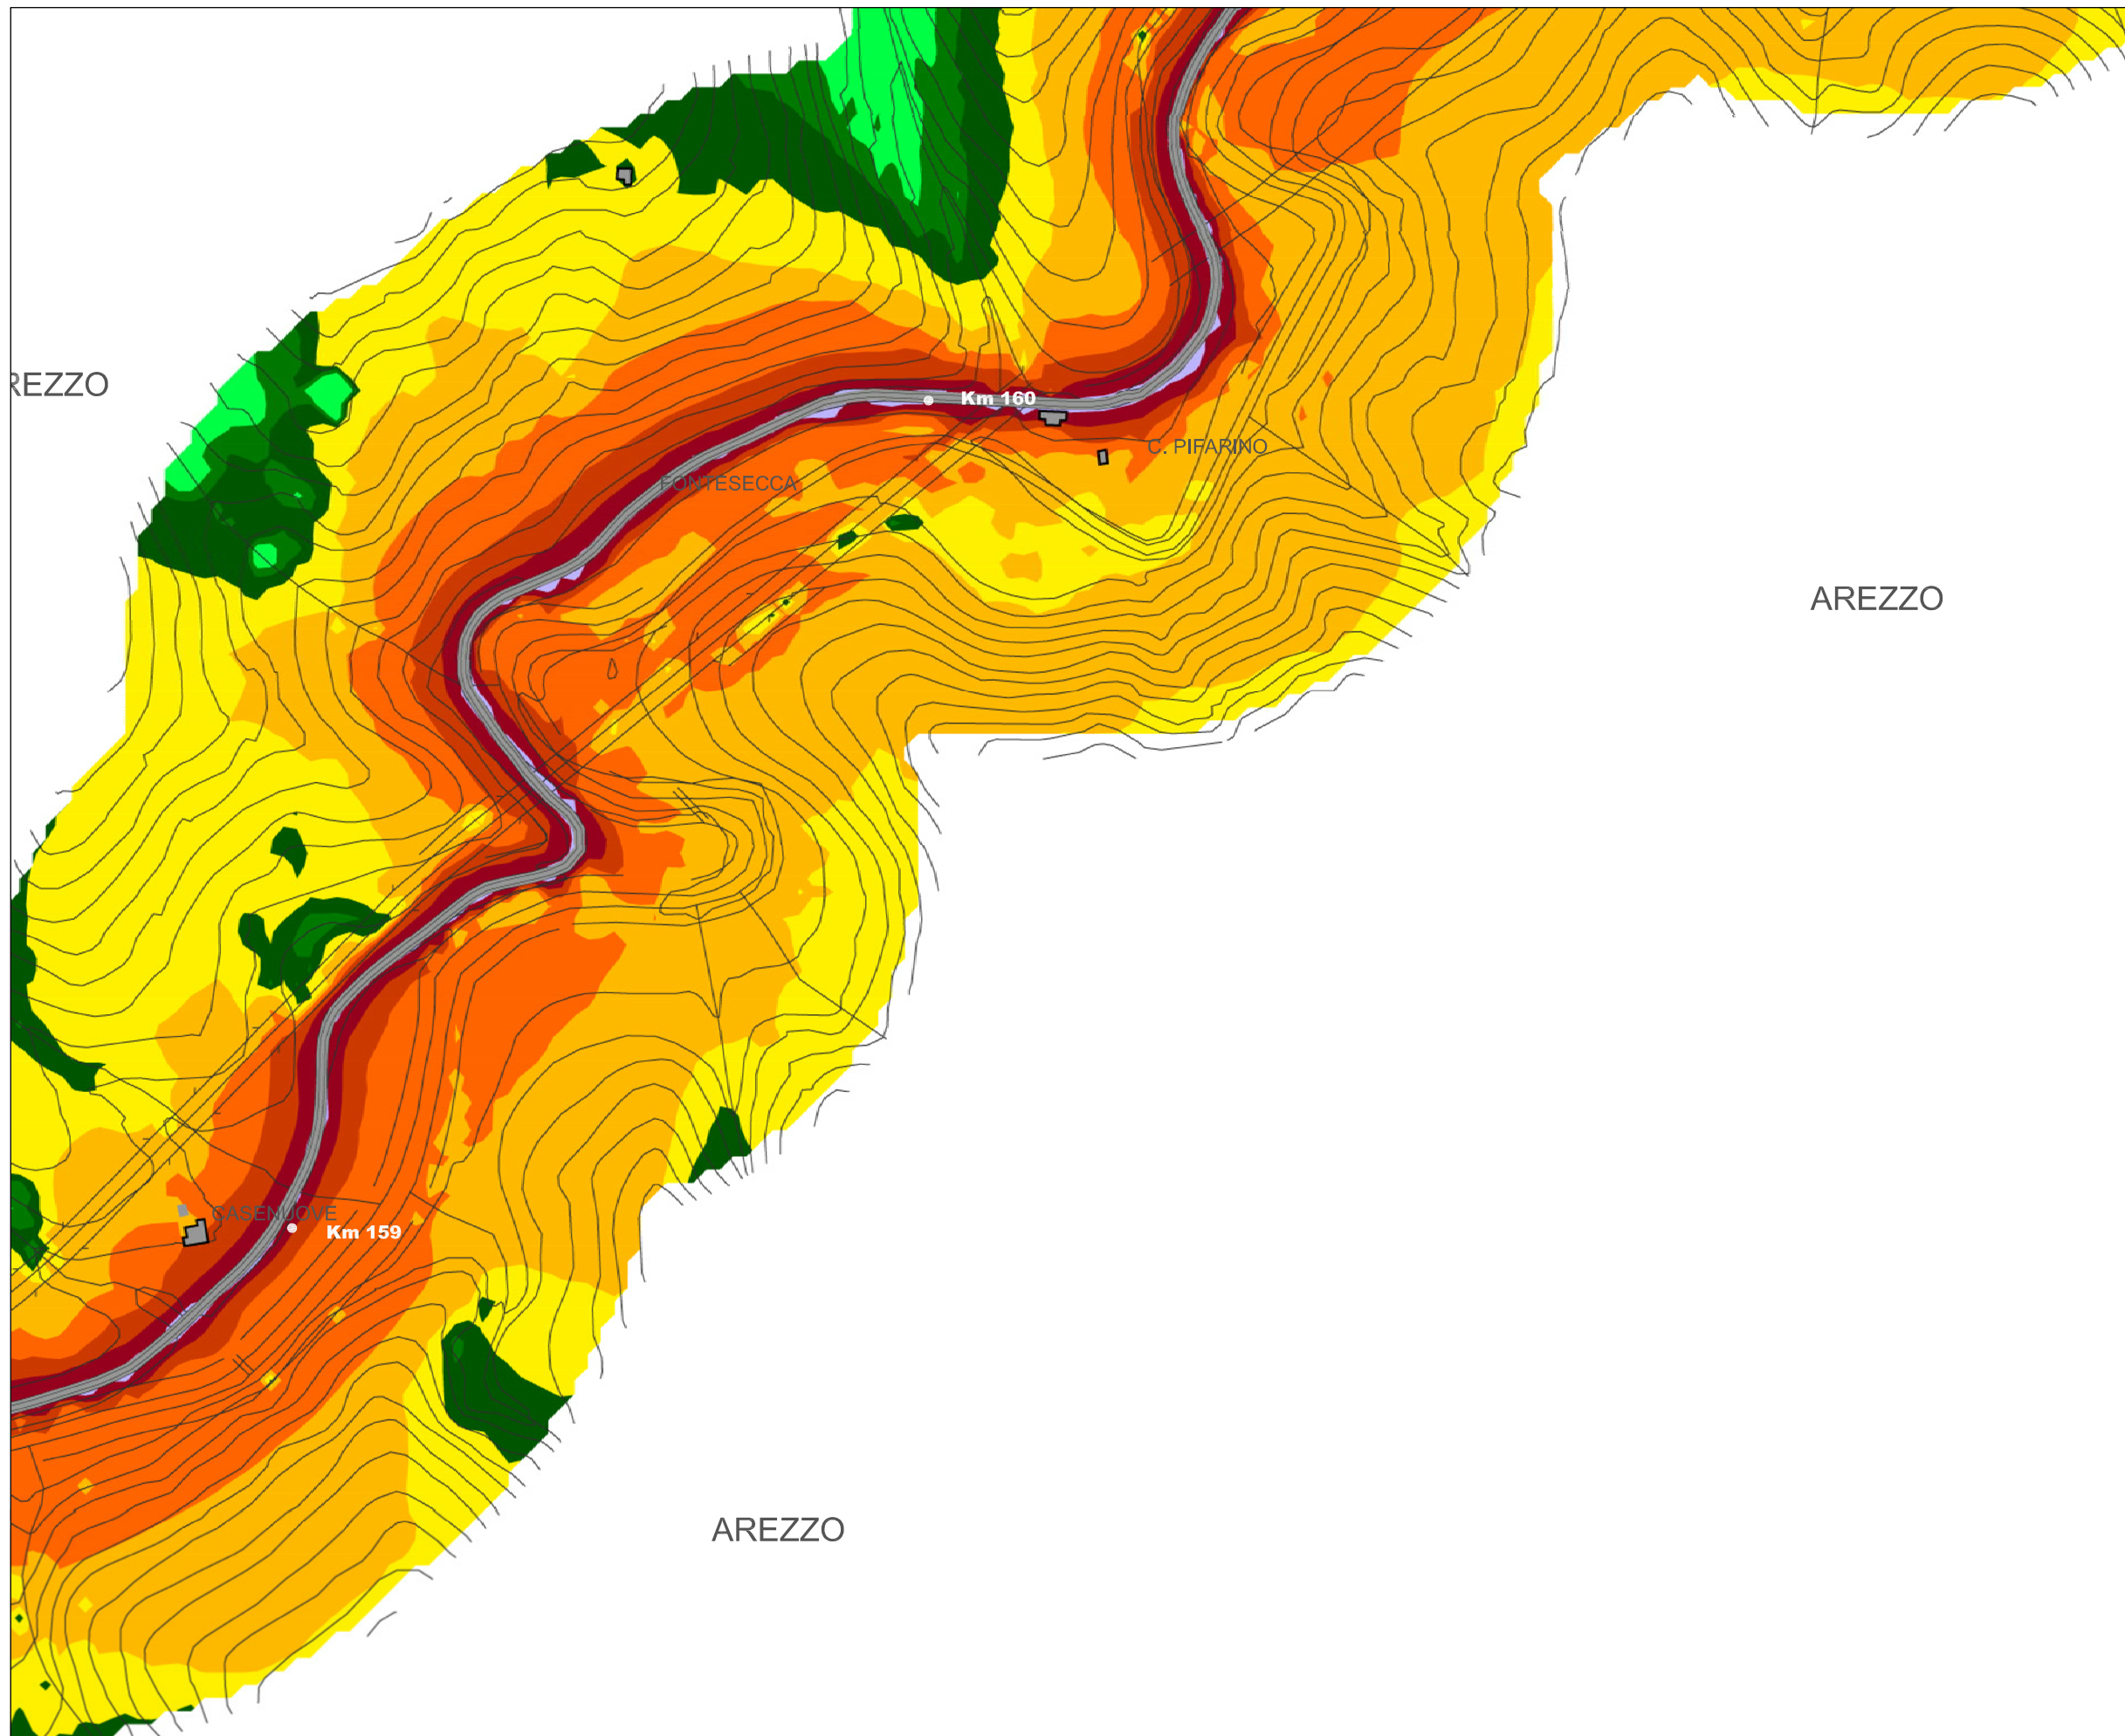 REZZO
Km 160
C. PIFARINO
FONTESECCA
AREZZO
CASENUOVE
Km 159
AREZZO